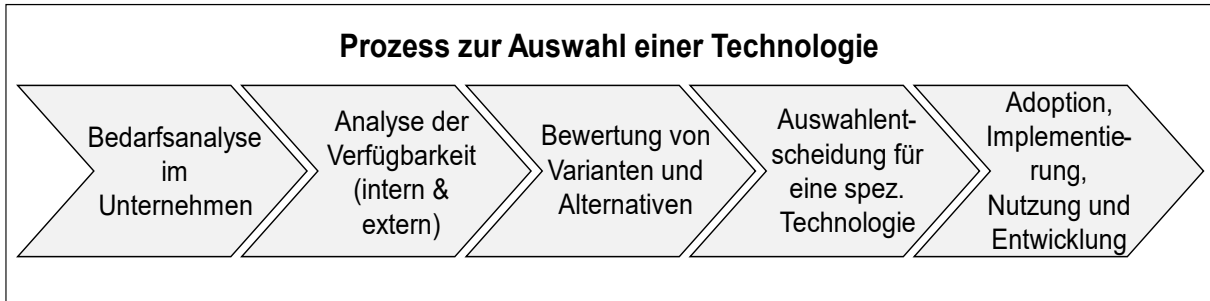 Prozess zur Auswahl einer Technologie
Bedarfsanalyse
im
Unternehmen
Analyse der
Verfügbarkeit
(intern &
extern)
Bewertung von
Varianten und
Alternativen
Auswahlent-
scheidung für
eine spez.
Technologie
Adoption,
Implementie-
rung,
Nutzung und
Entwicklung